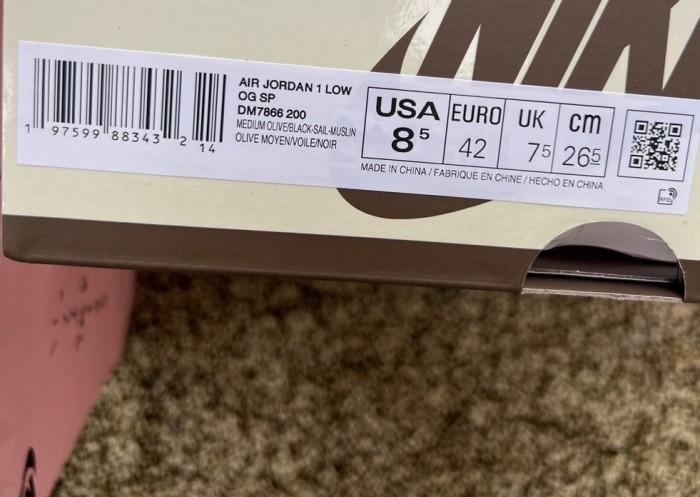 NIKE
AIR JORDAN 1 LOW
OG SP
DM7866 200
MEDIUM OLIVE/BLACK-SAIL-MUSLIN
OLIVE MOYEN/VOILE/NOIR
1 97599 88343 2 14
USA EURO UK cm
8⁵ 42 7⁵ 26⁵
MADE IN CHINA / FABRIQUE EN CHINE / HECHO EN CHINA
RFID